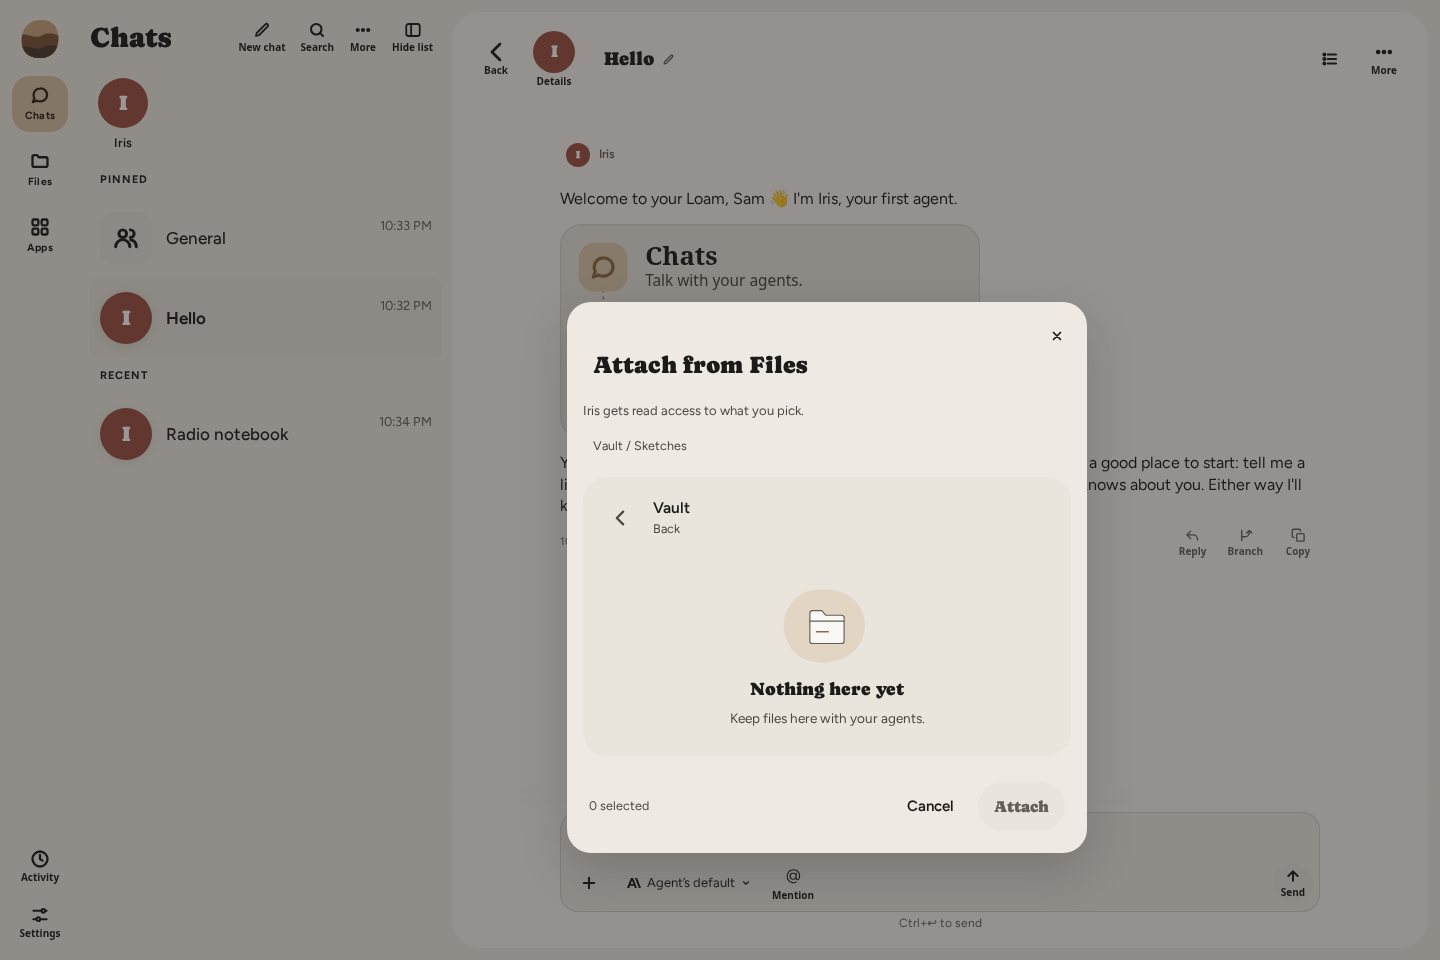 Chats
New chat
Search
More
Hide list
Chats
Files
Apps
Activity
Settings
I
Iris
PINNED
General
10:33 PM
I
Hello
10:32 PM
RECENT
I
Radio notebook
10:34 PM
Back
I
Details
Hello
More
I
Iris
Welcome to your Loam, Sam 👋 I'm Iris, your first agent.
Chats
Talk with your agents.
a good place to start: tell me a
knows about you. Either way I'll
Reply
Branch
Copy
Attach from Files
Iris gets read access to what you pick.
Vault / Sketches
Vault
Back
Nothing here yet
Keep files here with your agents.
0 selected
Cancel
Attach
Agent's default
@
Mention
Send
Ctrl+↩ to send